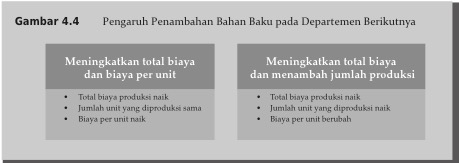 Gambar 4.4 Pengaruh Penambahan Bahan Baku pada Departemen Berikutnya
Meningkatkan total biaya
dan biaya per unit
• Total biaya produksi naik
• Jumlah unit yang diproduksi sama
• Biaya per unit naik
Meningkatkan total biaya
dan menambah jumlah produksi
• Total biaya produksi naik
• Jumlah unit yang diproduksi naik
• Biaya per unit berubah